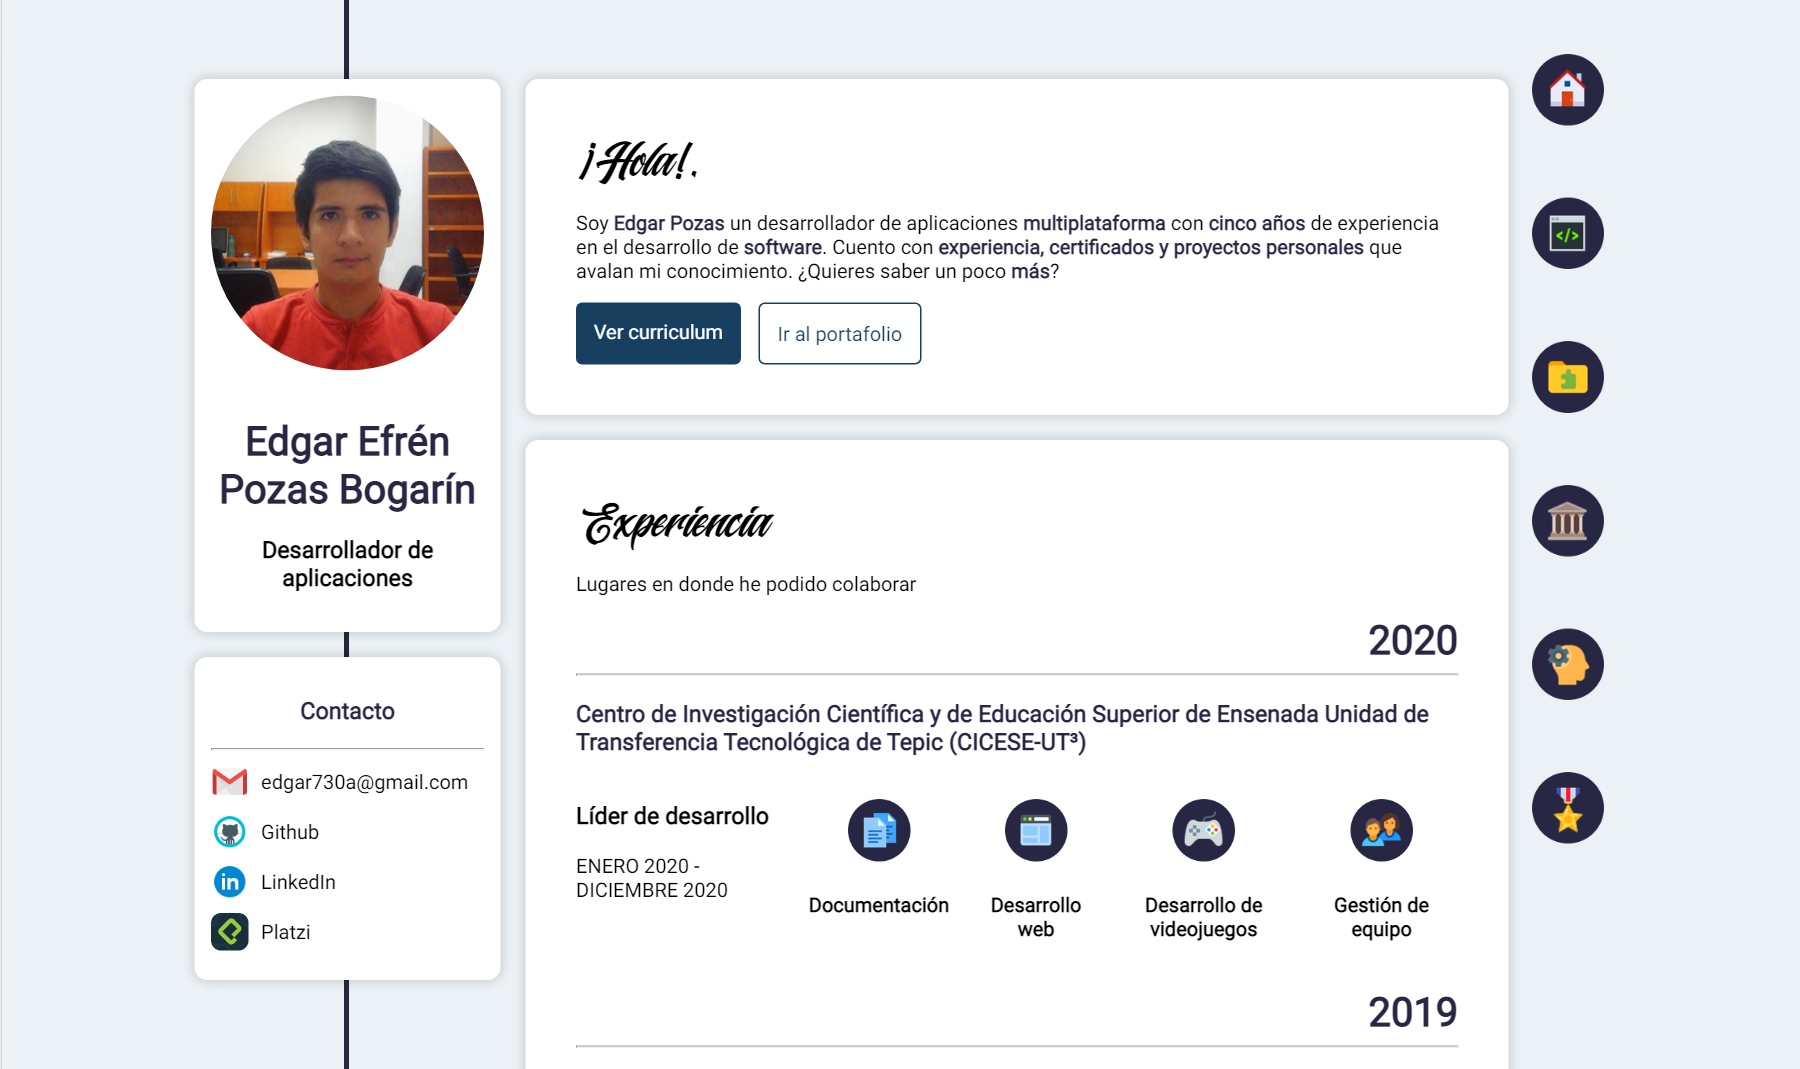 Edgar Efrén
Pozas Bogarín
Desarrollador de
aplicaciones
Contacto
edgar730a@gmail.com
Github
LinkedIn
Platzi
¡Hola!.
Soy Edgar Pozas un desarrollador de aplicaciones multiplataforma con cinco años de experiencia
en el desarrollo de software. Cuento con experiencia, certificados y proyectos personales que
avalan mi conocimiento. ¿Quieres saber un poco más?
Ver curriculum
Ir al portafolio
Experiencia
Lugares en donde he podido colaborar
2020
Centro de Investigación Científica y de Educación Superior de Ensenada Unidad de
Transferencia Tecnológica de Tepic (CICESE-UT³)
Líder de desarrollo
ENERO 2020 -
DICIEMBRE 2020
Documentación
Desarrollo
web
Desarrollo de
videojuegos
Gestión de
equipo
2019